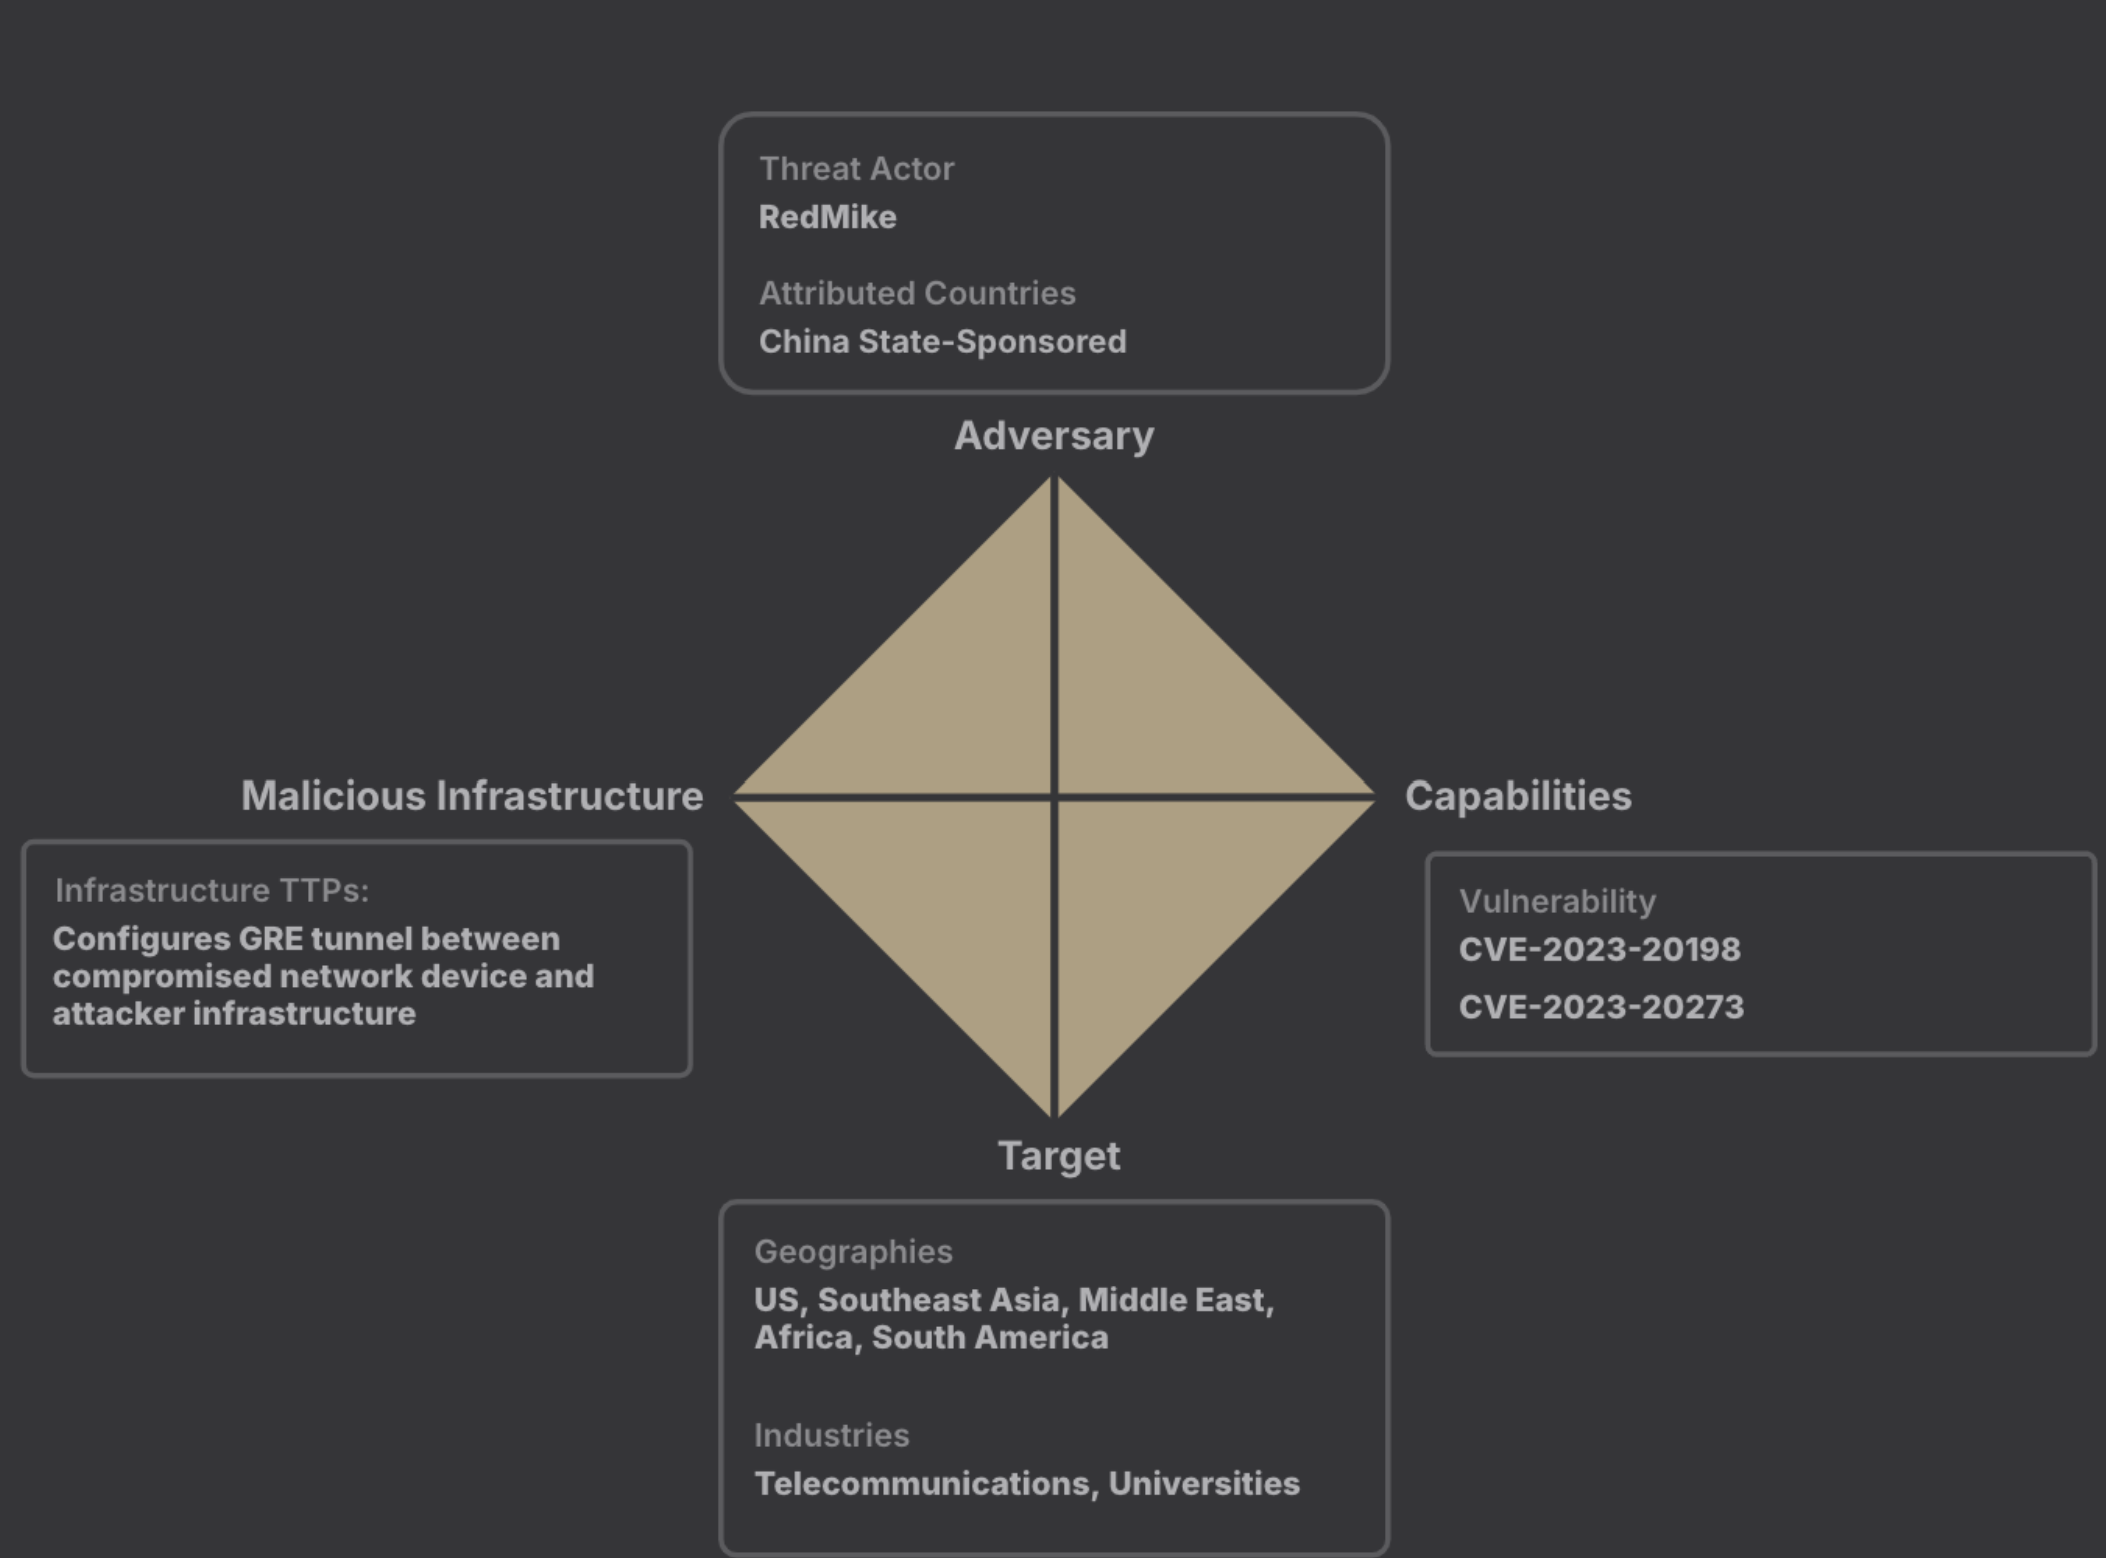 Threat Actor
RedMike
Attributed Countries
China State-Sponsored
Adversary
Malicious Infrastructure
Infrastructure TTPs:
Configures GRE tunnel between
compromised network device and
attacker infrastructure
Capabilities
Vulnerability
CVE-2023-20198
CVE-2023-20273
Target
Geographies
US, Southeast Asia, Middle East,
Africa, South America
Industries
Telecommunications, Universities